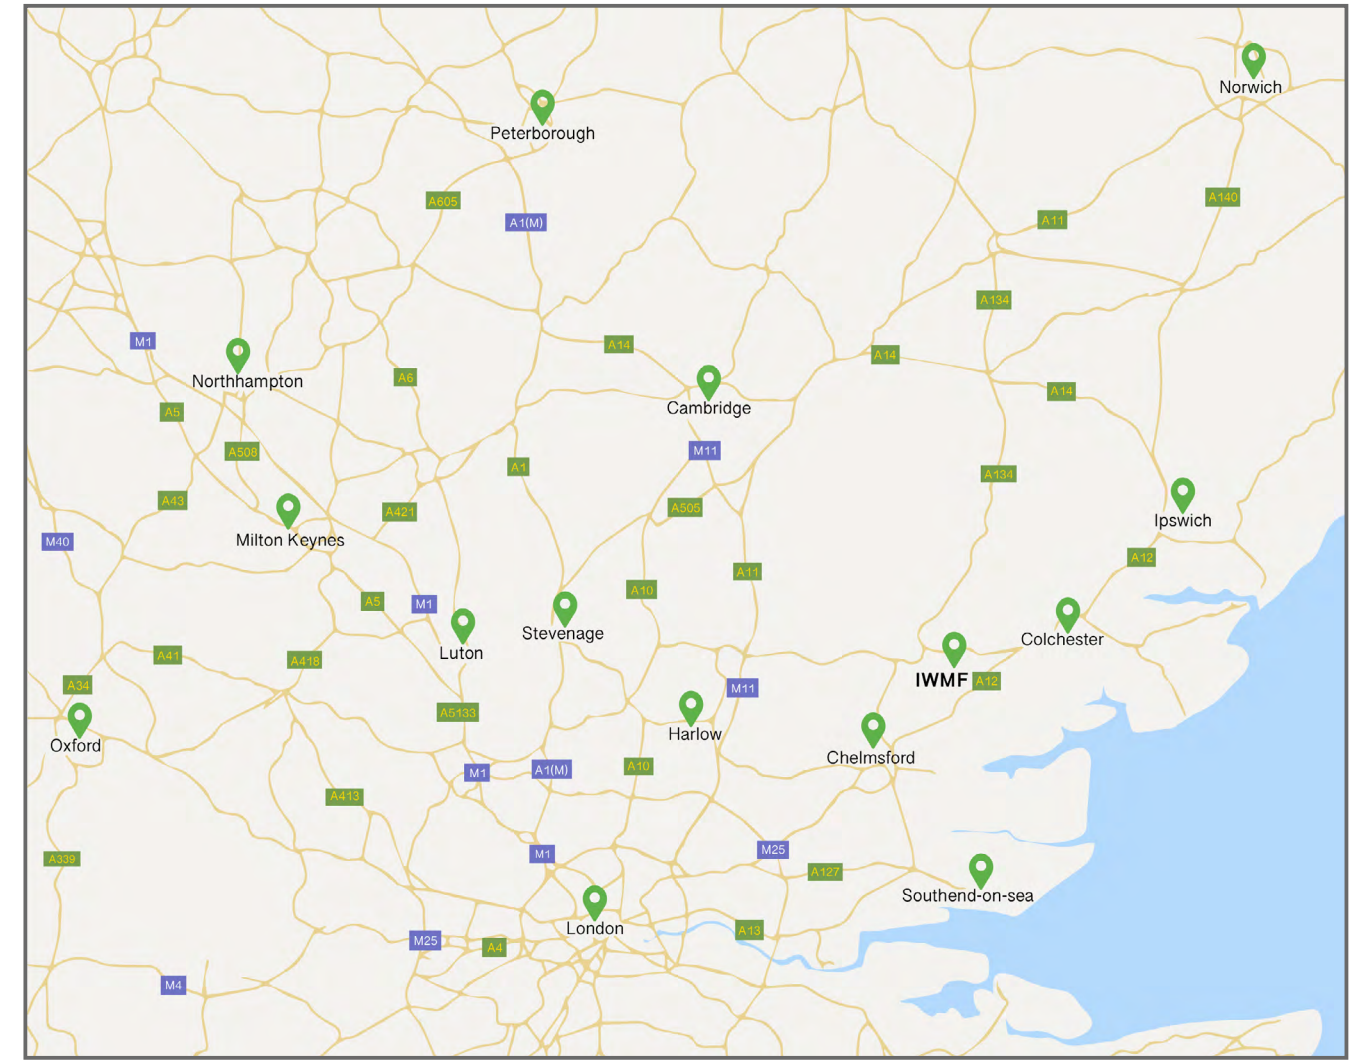 Norwich
Peterborough
A605
A140
A1(M)
A11
A134
M1
A14
A14
Northhampton
A6
Cambridge
A14
A5
A508
M11
A1
A134
A43
A505
Ipswich
A421
Milton Keynes
M40
A12
A11
A10
A5
M1
Stevenage
Colchester
Luton
A41
A418
IWMF
A12
A34
M11
A5133
Harlow
Oxford
Chelmsford
M1
A1(M)
A10
A413
M1
M25
A339
A127
Southend-on-sea
London
A13
M25
A4
M4